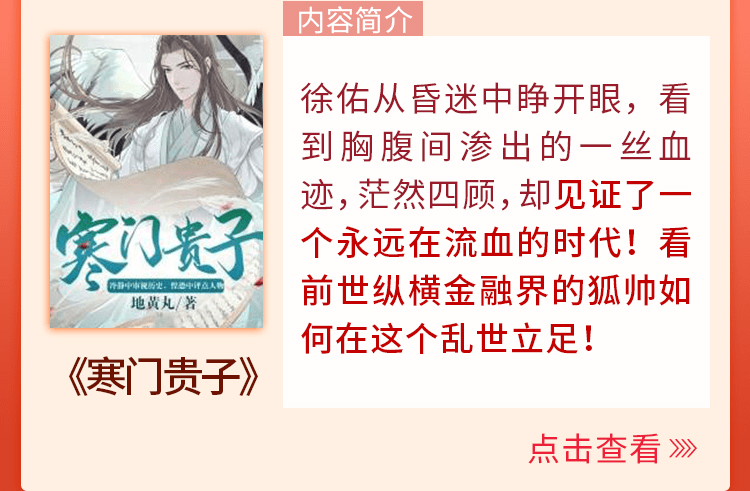 内容简介
寒门贵子
冷静中审视历史，惶恐中评点人物
地黄丸/著
《寒门贵子》
徐佑从昏迷中睁开眼，看
到胸腹间渗出的一丝血
迹，茫然四顾，却见证了一
个永远在流血的时代！看
前世纵横金融界的狐帅如
何在这个乱世立足！
点击查看